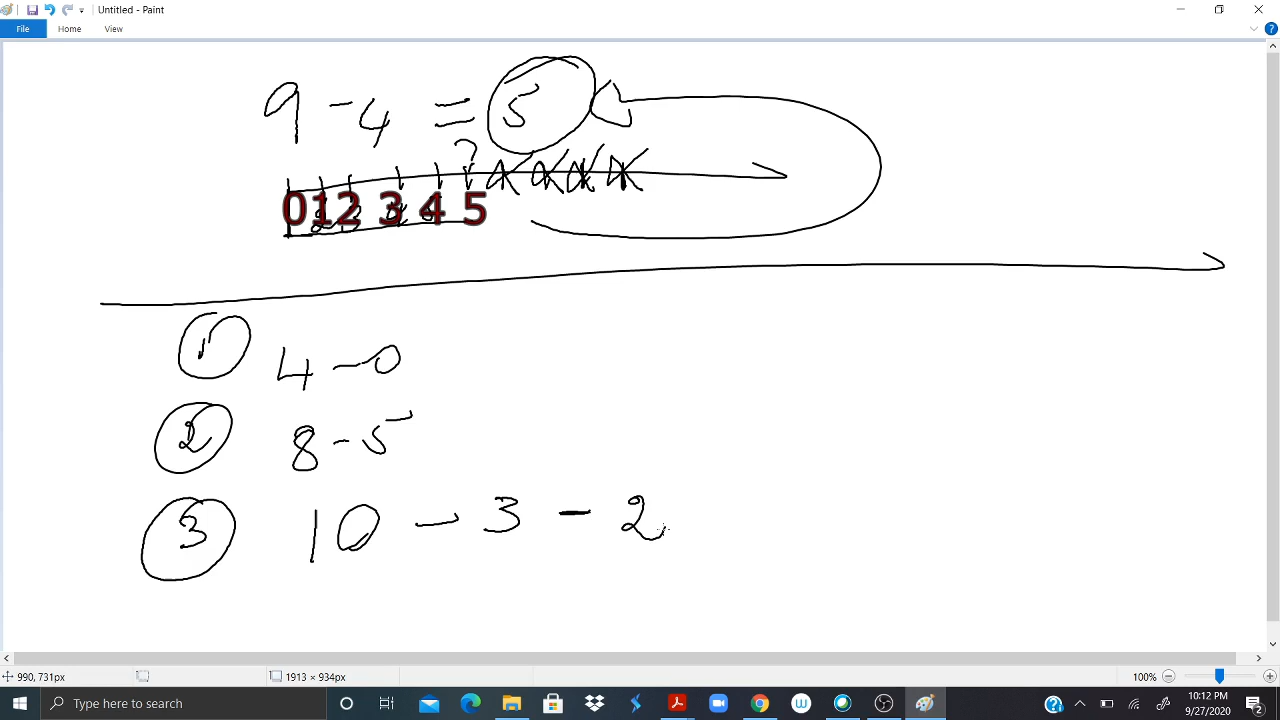 Untitled - Paint
File Home View
9 - 4 = 5
?
0 1 2 3 4 5
1 4 - 0
2 8 - 5
3 10 - 3 - 2
990, 731px 1913 × 934px 100%
Type here to search
10:12 PM
9/27/2020